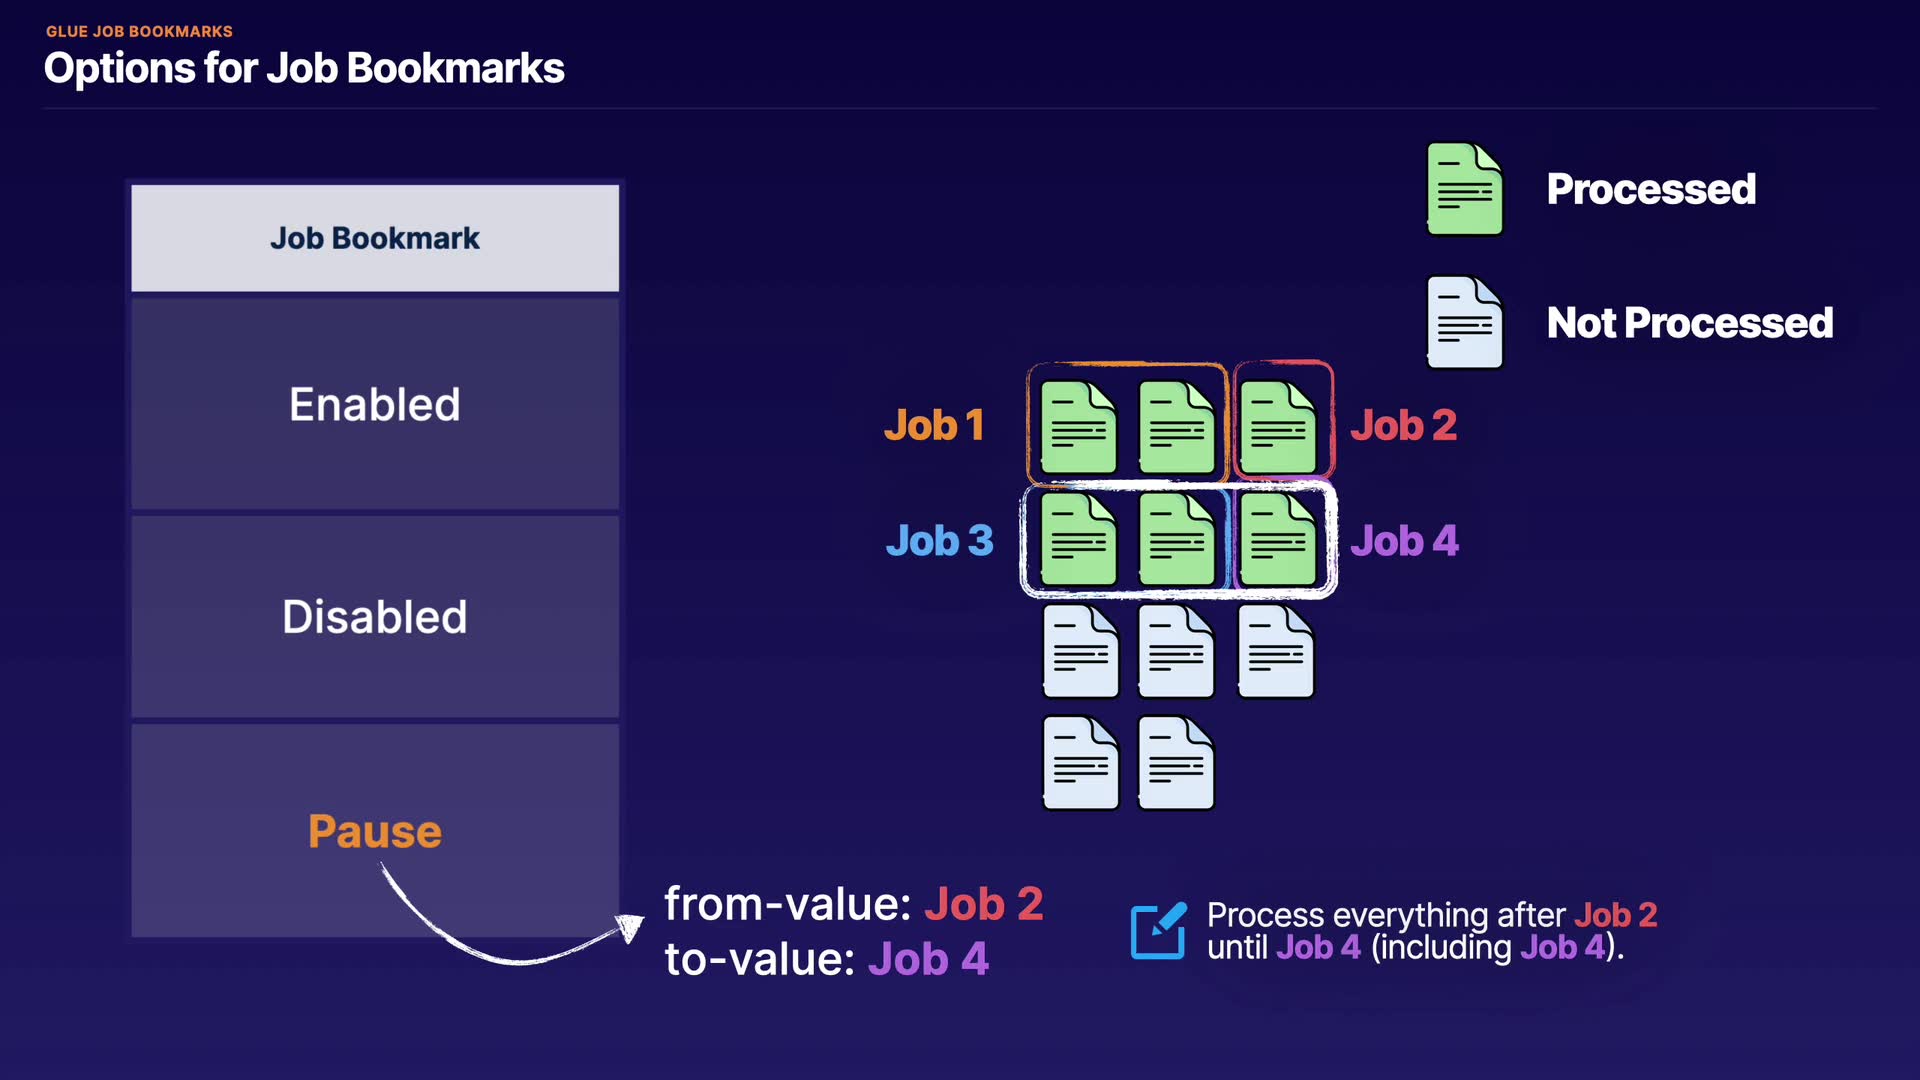 GLUE JOB BOOKMARKS
Options for Job Bookmarks
Job Bookmark
Enabled
Disabled
Pause
Processed
Not Processed
Job 1
Job 2
Job 3
Job 4
from-value: Job 2
to-value: Job 4
Process everything after Job 2
until Job 4 (including Job 4).